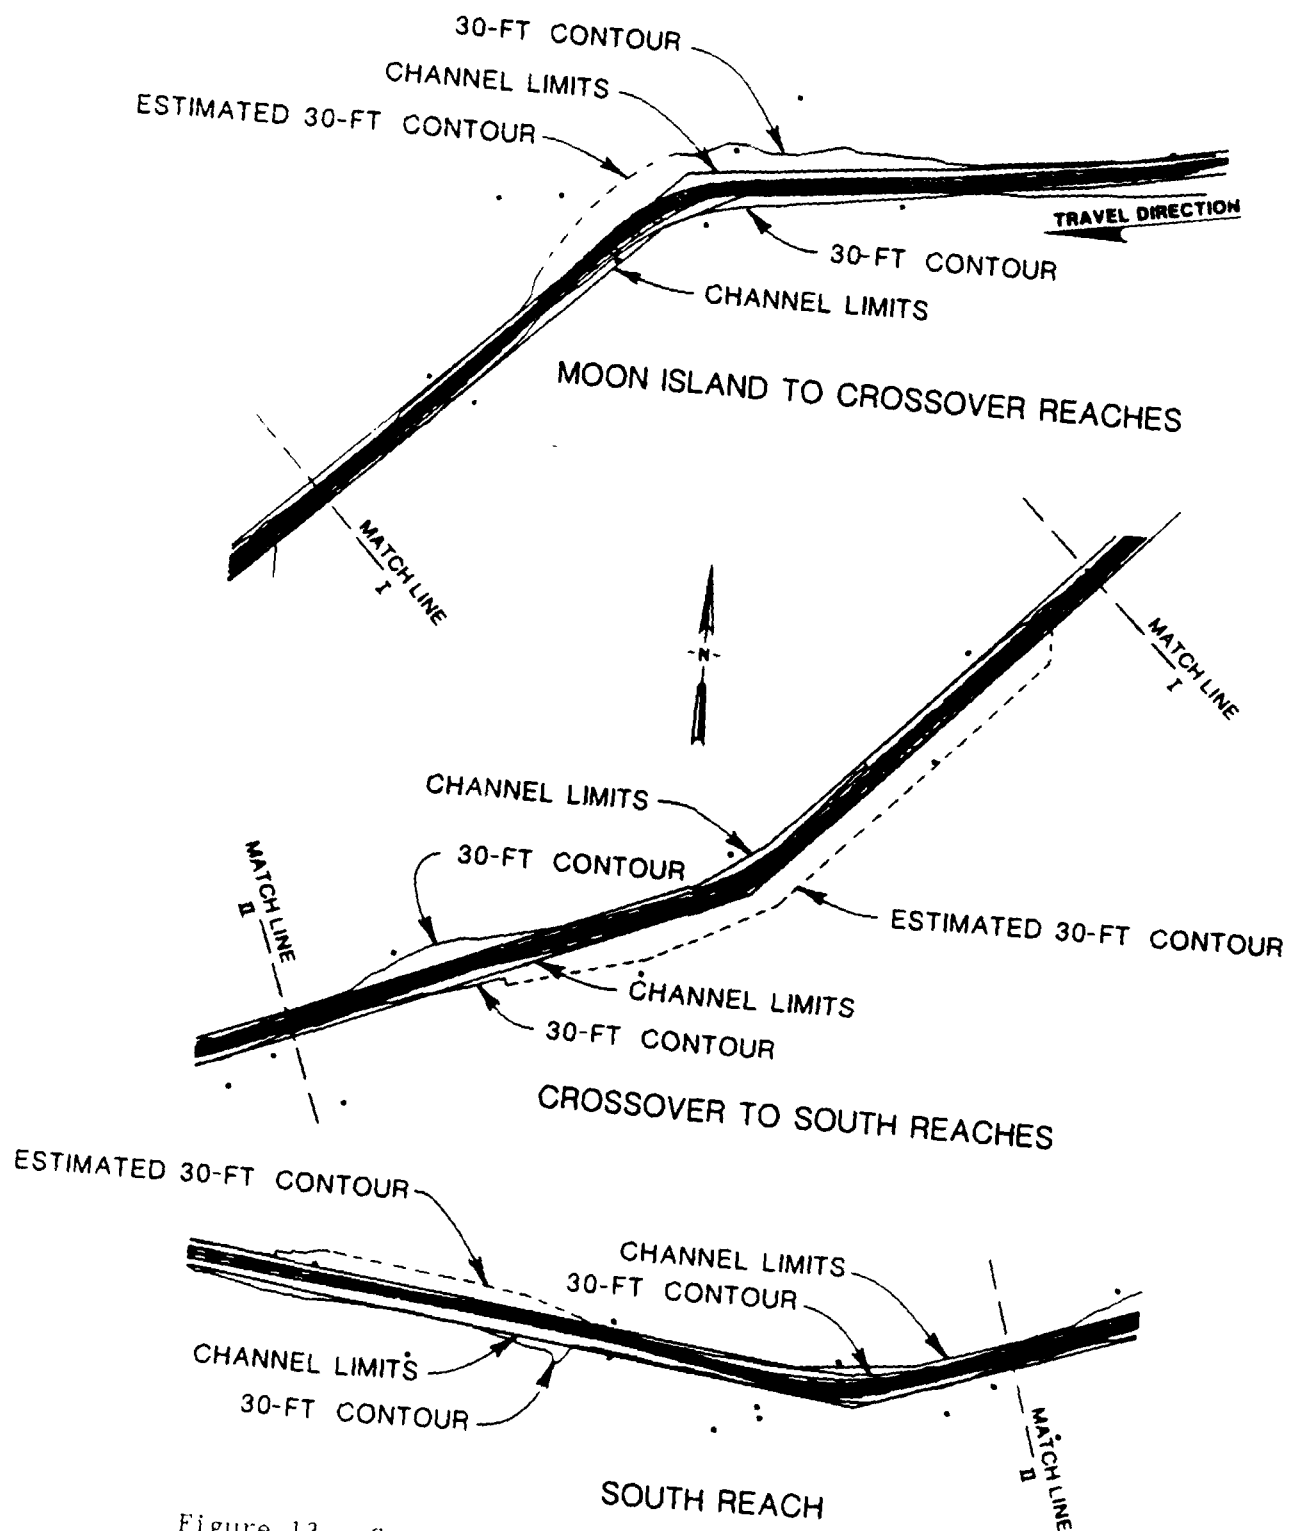 30-FT CONTOUR
CHANNEL LIMITS
ESTIMATED 30-FT CONTOUR
TRAVEL DIRECTION
30-FT CONTOUR
CHANNEL LIMITS
MOON ISLAND TO CROSSOVER REACHES
MATCH LINE
I
-N-
MATCH LINE
I
CHANNEL LIMITS
30-FT CONTOUR
MATCH LINE
II
ESTIMATED 30-FT CONTOUR
CHANNEL LIMITS
30-FT CONTOUR
CROSSOVER TO SOUTH REACHES
ESTIMATED 30-FT CONTOUR
CHANNEL LIMITS
30-FT CONTOUR
CHANNEL LIMITS
30-FT CONTOUR
MATCH LINE
II
SOUTH REACH
Figure